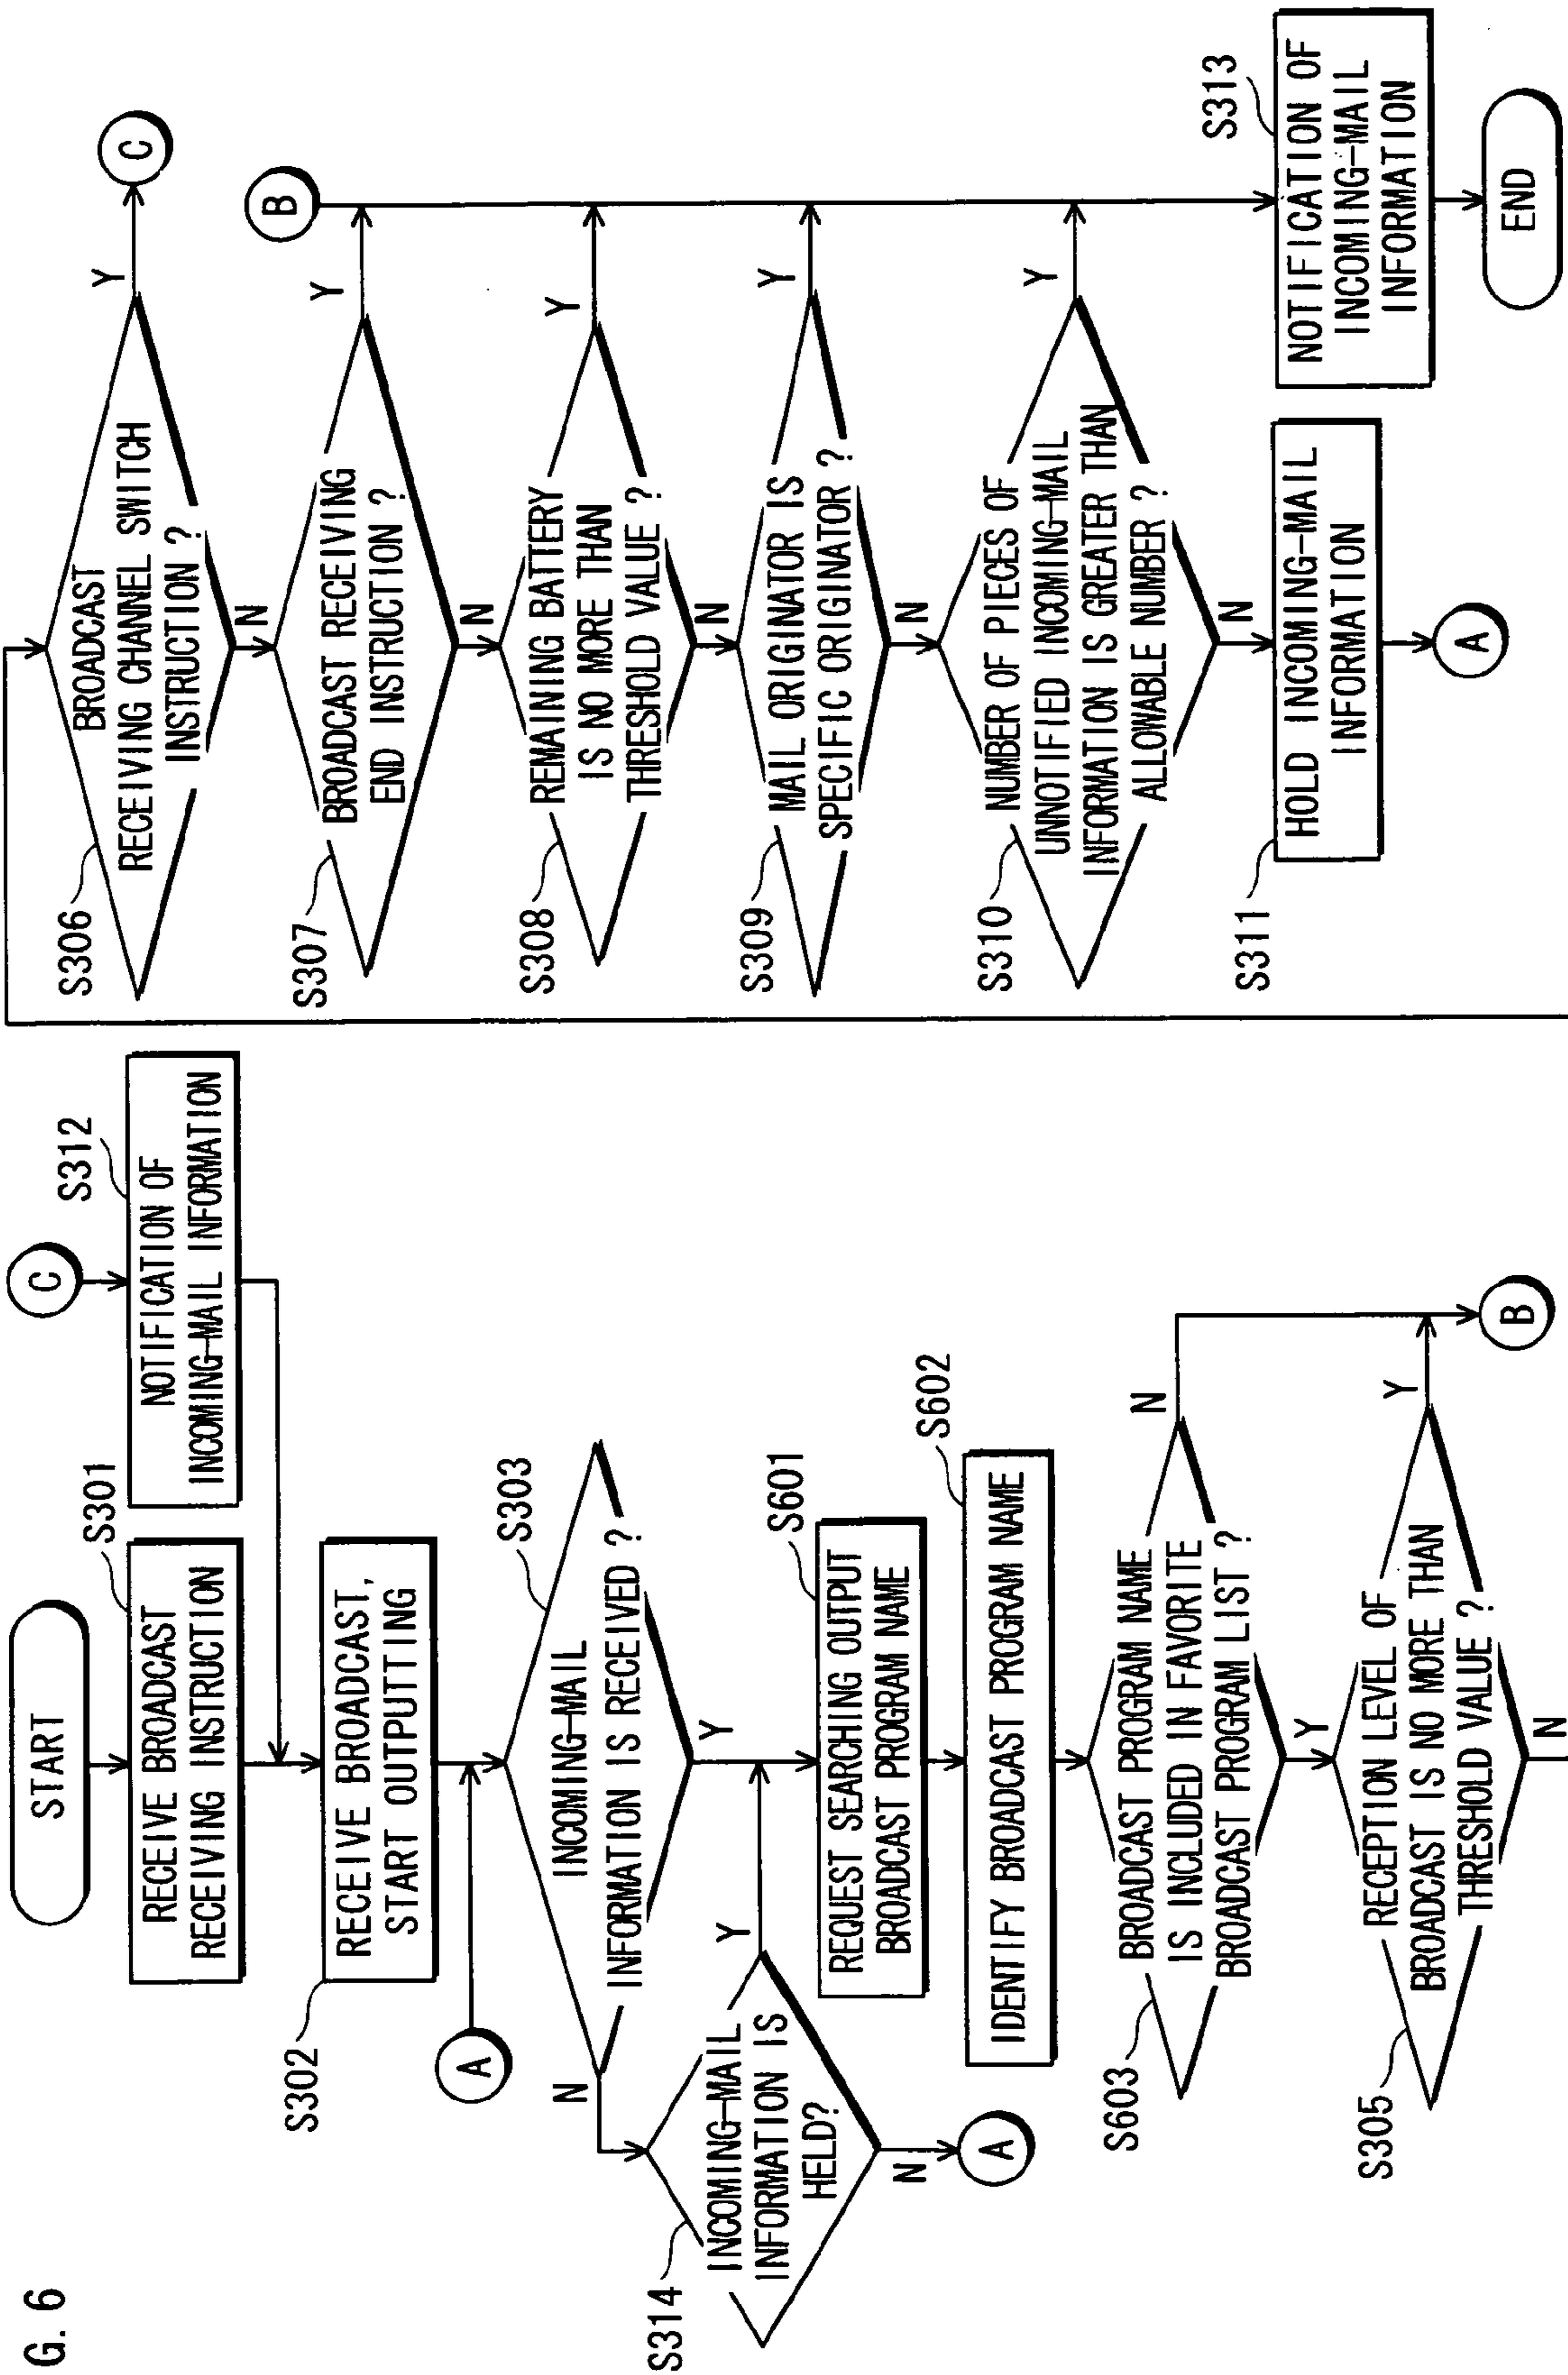 G. 6
START
S301
RECEIVE BROADCAST
RECEIVING INSTRUCTION
C
S312
NOTIFICATION OF
INCOMING-MAIL INFORMATION
S302
RECEIVE BROADCAST,
START OUTPUTTING
A
S303
INCOMING-MAIL
INFORMATION IS RECEIVED ?
N
Y
S314
INCOMING-MAIL
INFORMATION IS
HELD?
Y
N
A
S601
REQUEST SEARCHING OUTPUT
BROADCAST PROGRAM NAME
S602
IDENTIFY BROADCAST PROGRAM NAME
S603
BROADCAST PROGRAM NAME
IS INCLUDED IN FAVORITE
BROADCAST PROGRAM LIST ?
N
Y
S305
RECEPTION LEVEL OF
BROADCAST IS NO MORE THAN
THRESHOLD VALUE ?
Y
N
B
S306
BROADCAST
RECEIVING CHANNEL SWITCH
INSTRUCTION ?
Y
C
N
B
S307
BROADCAST RECEIVING
END INSTRUCTION ?
Y
N
S308
REMAINING BATTERY
IS NO MORE THAN
THRESHOLD VALUE ?
Y
N
S309
MAIL ORIGINATOR IS
SPECIFIC ORIGINATOR ?
Y
N
S310
NUMBER OF PIECES OF
UNNOTIFIED INCOMING-MAIL
INFORMATION IS GREATER THAN
ALLOWABLE NUMBER ?
Y
N
S311
HOLD INCOMING-MAIL
INFORMATION
A
S313
NOTIFICATION OF
INCOMING-MAIL
INFORMATION
END